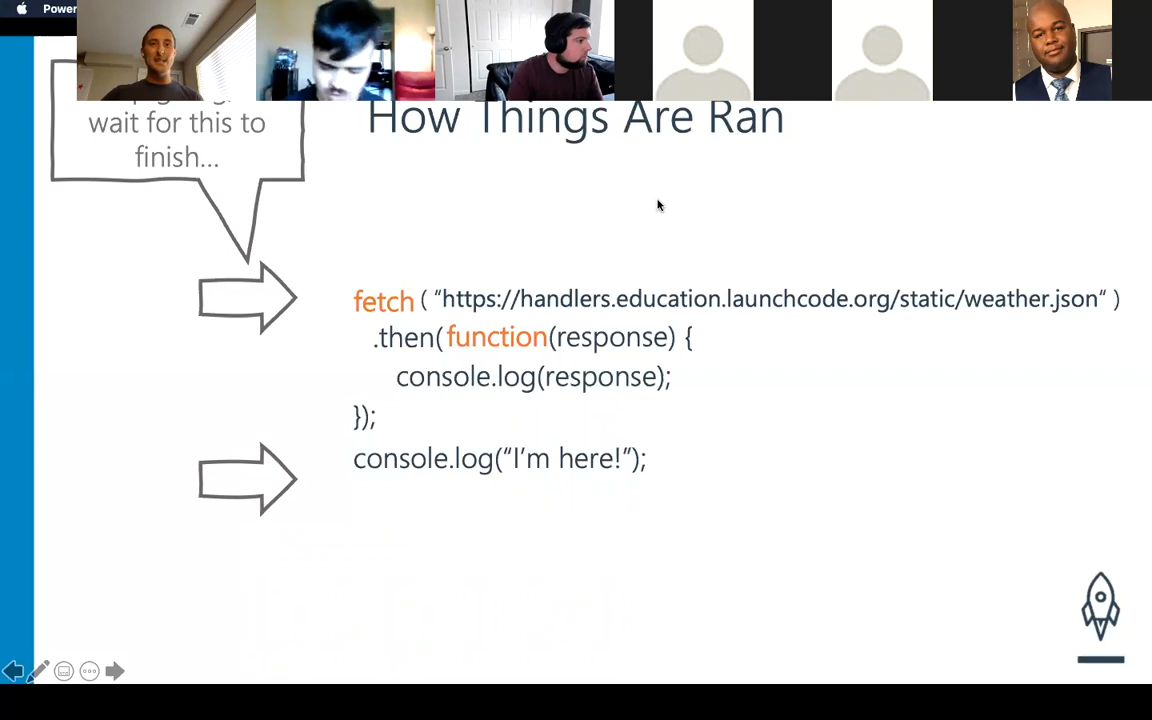 Power
wait for this to
finish...
How Things Are Ran
fetch ( “https://handlers.education.launchcode.org/static/weather.json“ )
.then(function(response) {
console.log(response);
});
console.log(“I’m here!”);